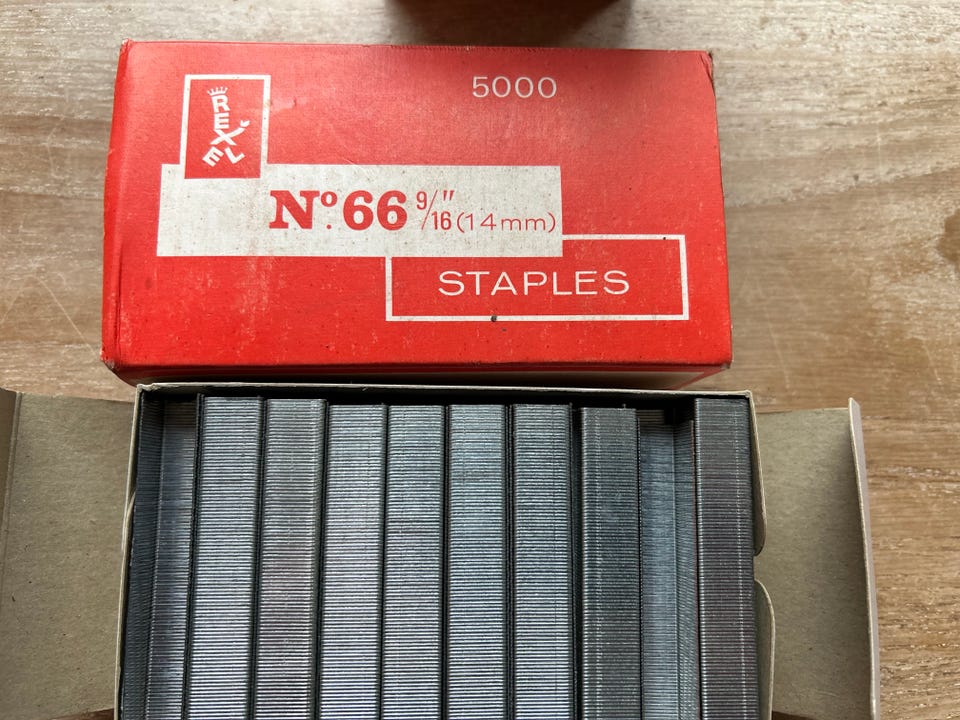 5000
REXEL
Nº. 66 9/16" (14mm)
STAPLES